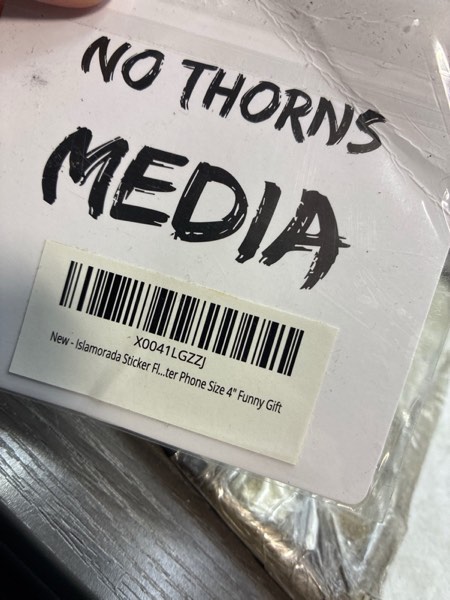 NO THORNS
MEDIA
X0041LGZZJ
New - Islamorada Sticker Fl...ter Phone Size 4" Funny Gift